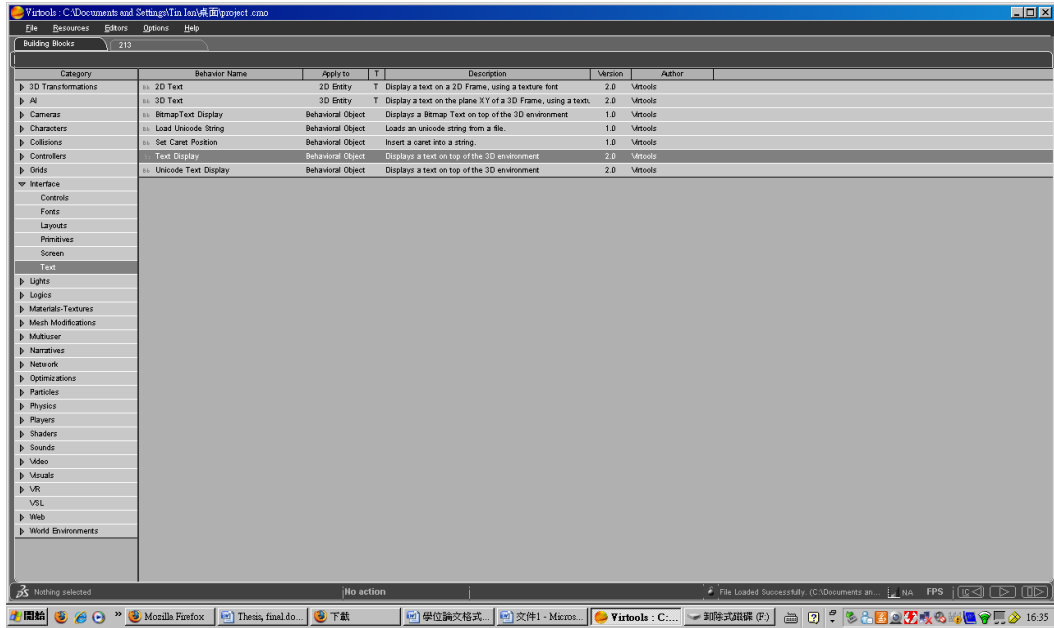 Virtools : C:\Documents and Settings\Tin Ian\桌面\project .cmo
File Resources Editors Options Help
Building Blocks 213
Category Behavior Name Apply to T Description Version Author
3D Transformations Bb 2D Text 2D Entity T Display a text on a 2D Frame, using a texture font 2.0 Virtools
AI Bb 3D Text 3D Entity T Display a text on the plane XY of a 3D Frame, using a textu 2.0 Virtools
Cameras Bb BitmapText Display Behavioral Object Displays a Bitmap Text on top of the 3D environment 1.0 Virtools
Characters Bb Load Unicode String Behavioral Object Loads an unicode string from a file. 1.0 Virtools
Collisions Bb Set Caret Position Behavioral Object Insert a caret into a string. 1.0 Virtools
Controllers Text Display Behavioral Object Displays a text on top of the 3D environment 2.0 Virtools
Grids Bb Unicode Text Display Behavioral Object Displays a text on top of the 3D environment 2.0 Virtools
Interface
Controls
Fonts
Layouts
Primitives
Screen
Text
Lights
Logics
Materials-Textures
Mesh Modifications
Multiuser
Narratives
Network
Optimizations
Particles
Physics
Players
Shaders
Sounds
Video
Visuals
VR
VSL
Web
World Environments
Nothing selected No action File Loaded Successfully. (C:\Documents an... NA FPS
開始 » Mozilla Firefox Thesis, final.do... 下載 學位論文格式... 文件1 - Micros... Virtools : C:... 卸除式磁碟 (F:) 16:35